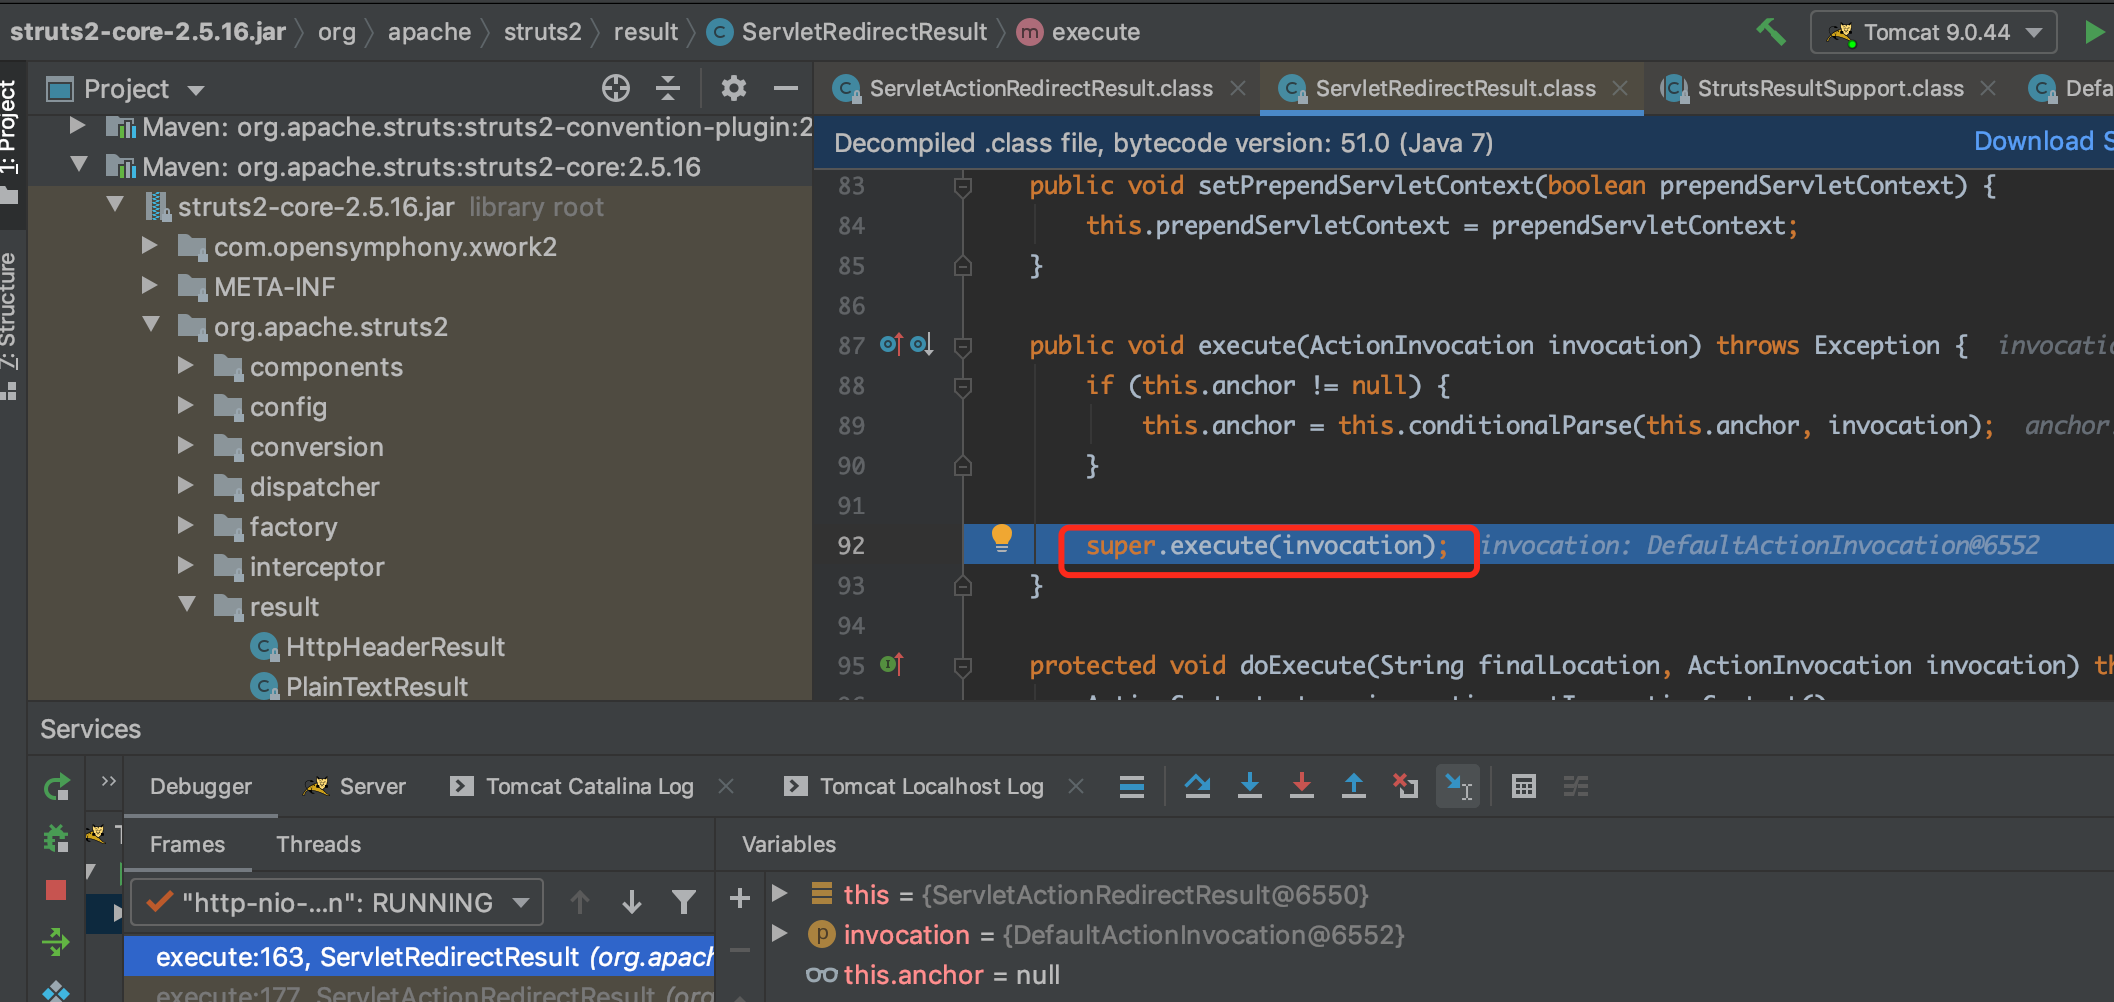 struts2-core-2.5.16.jar org apache struts2 result ServletRedirectResult execute Tomcat 9.0.44
1: Project
7: Structure
Project
Maven: org.apache.struts:struts2-convention-plugin:2
Maven: org.apache.struts:struts2-core:2.5.16
struts2-core-2.5.16.jar library root
com.opensymphony.xwork2
META-INF
org.apache.struts2
components
config
conversion
dispatcher
factory
interceptor
result
HttpHeaderResult
PlainTextResult
ServletActionRedirectResult.class ServletRedirectResult.class StrutsResultSupport.class Defa
Decompiled .class file, bytecode version: 51.0 (Java 7) Download S
83 public void setPrependServletContext(boolean prependServletContext) {
84 this.prependServletContext = prependServletContext;
85 }
86
87 public void execute(ActionInvocation invocation) throws Exception { invocatio
88 if (this.anchor != null) {
89 this.anchor = this.conditionalParse(this.anchor, invocation); anchor
90 }
91
92 super.execute(invocation); invocation: DefaultActionInvocation@6552
93 }
94
95 protected void doExecute(String finalLocation, ActionInvocation invocation) th
Services
Debugger Server Tomcat Catalina Log Tomcat Localhost Log
Frames Threads
"http-nio-...n": RUNNING
execute:163, ServletRedirectResult (org.apach
execute:177, ServletActionRedirectResult (org
Variables
this = {ServletActionRedirectResult@6550}
invocation = {DefaultActionInvocation@6552}
this.anchor = null